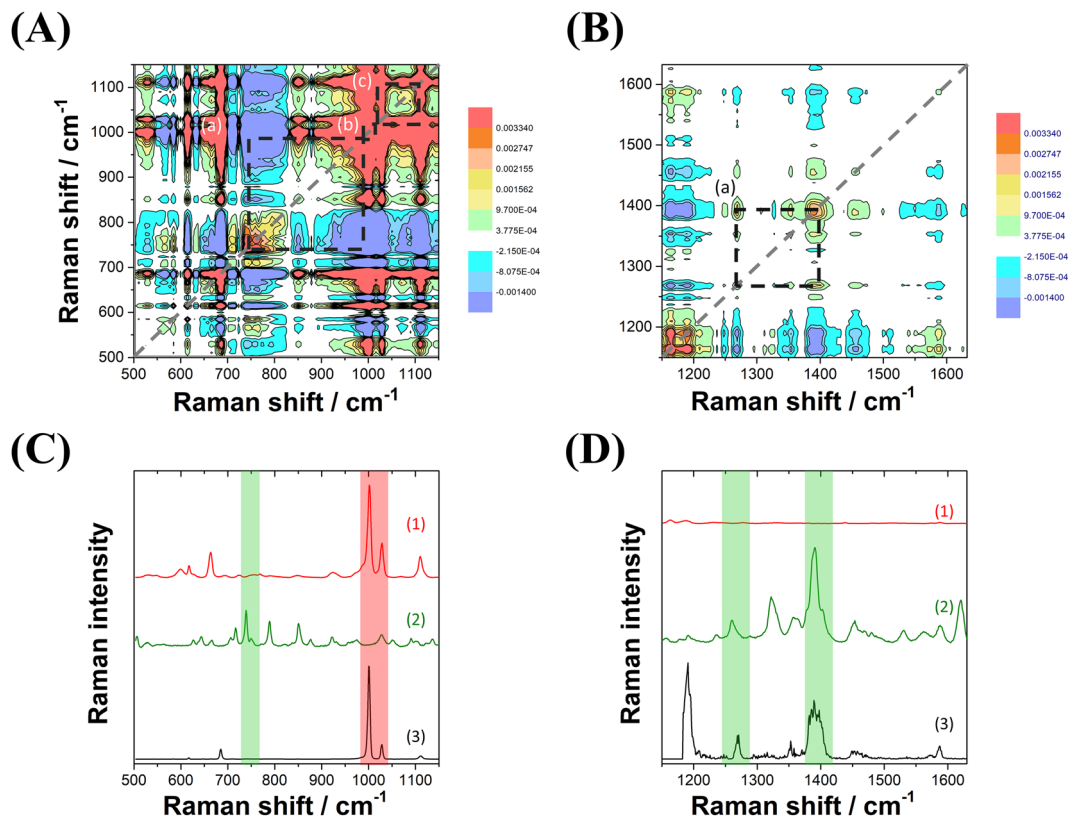 (A)
(B)
1100
1000
900
800
700
600
500
(c)
(a)
(b)
500 600 700 800 900 1000 1100
Raman shift / cm-1
Raman shift / cm-1
0.003340
0.002747
0.002155
0.001562
9.700E-04
3.775E-04
-2.150E-04
-8.075E-04
-0.001400
1600
1500
1400
1300
1200
(a)
1200 1300 1400 1500 1600
Raman shift / cm-1
Raman shift / cm-1
0.003340
0.002747
0.002155
0.001562
9.700E-04
3.775E-04
-2.150E-04
-8.075E-04
-0.001400
(C)
(D)
Raman intensity
(1)
(2)
(3)
500 600 700 800 900 1000 1100
Raman shift / cm-1
Raman intensity
(1)
(2)
(3)
1200 1300 1400 1500 1600
Raman shift / cm-1